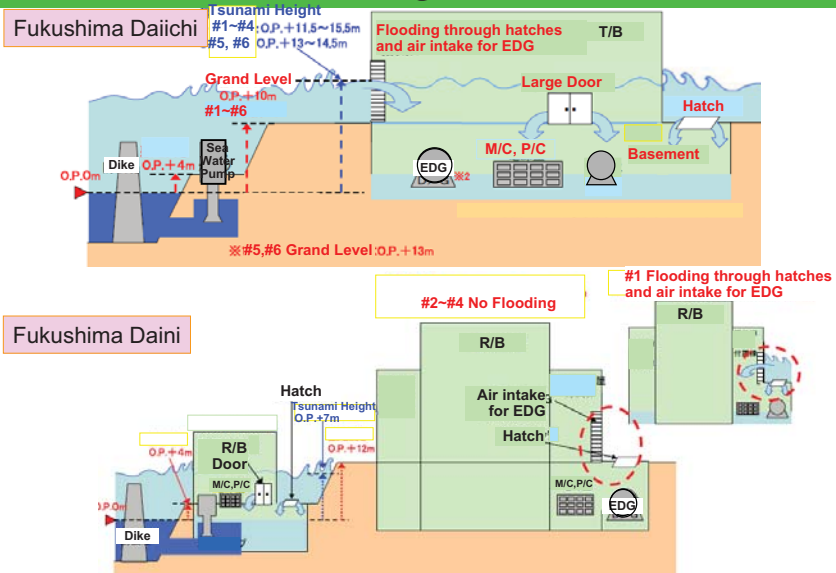 Fukushima Daiichi
Tsunami Height
#1~#4 : O.P.+11,5~15,5m
#5, #6 : O.P.+13~14,5m
Flooding through hatches
and air intake for EDG
T/B
Grand Level
O.P.+10m
#1~#6
Large Door
Hatch
Dike
O.P.+4m
Sea
Water
Pump
O.P.0m
EDG
※2
M/C, P/C
Basement
※#5,#6 Grand Level:O.P.+13m
#2~#4 No Flooding
#1 Flooding through hatches
and air intake for EDG
R/B
Fukushima Daini
R/B
Hatch
Tsunami Height
O.P.+7m
Air intake
for EDG
Hatch
O.P.+4m
R/B
Door
O.P.+12m
M/C,P/C
M/C,P/C
EDG
O.P.0m
Dike